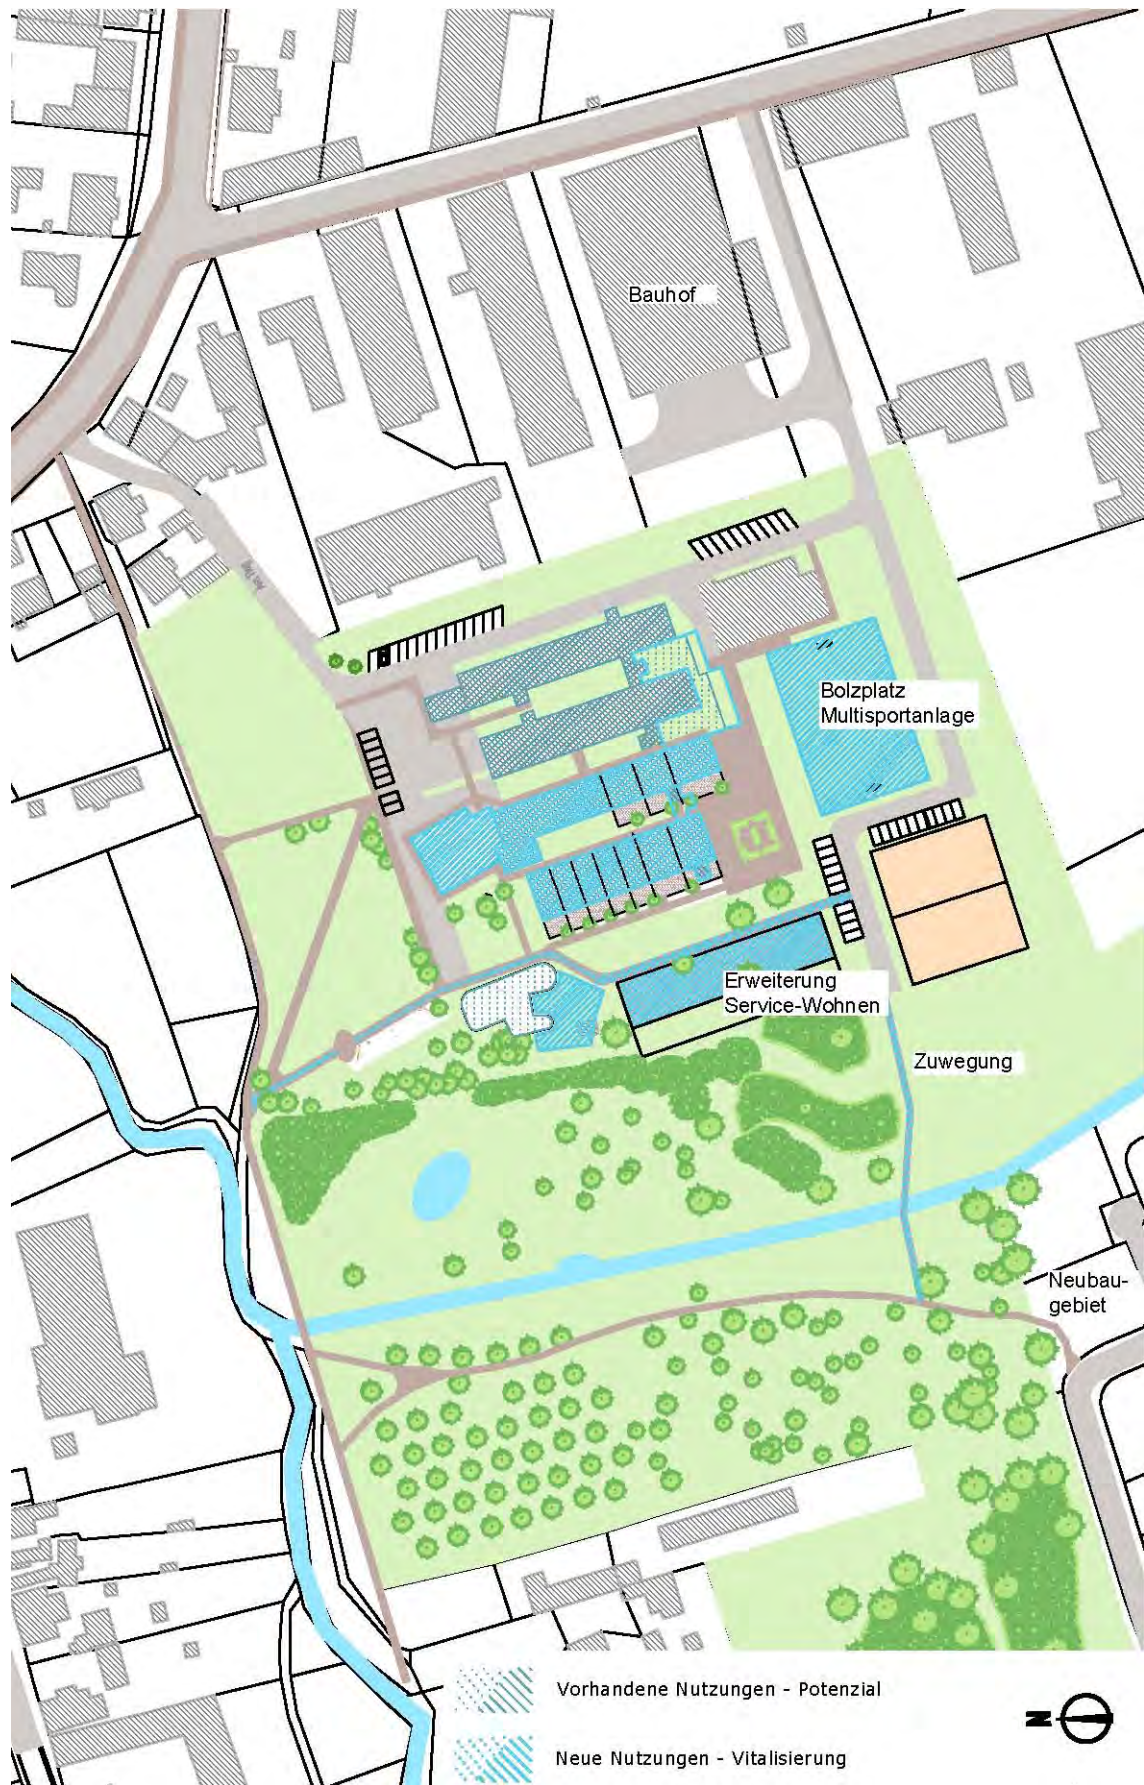 Bauhof
Bolzplatz
Multisportanlage
Erweiterung
Service-Wohnen
Zuwegung
Neubau-
gebiet
Vorhandene Nutzungen - Potenzial
N
Neue Nutzungen - Vitalisierung